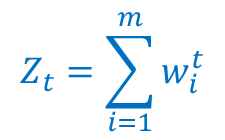 $Z_t = \sum_{i=1}^{m} w_i^t$